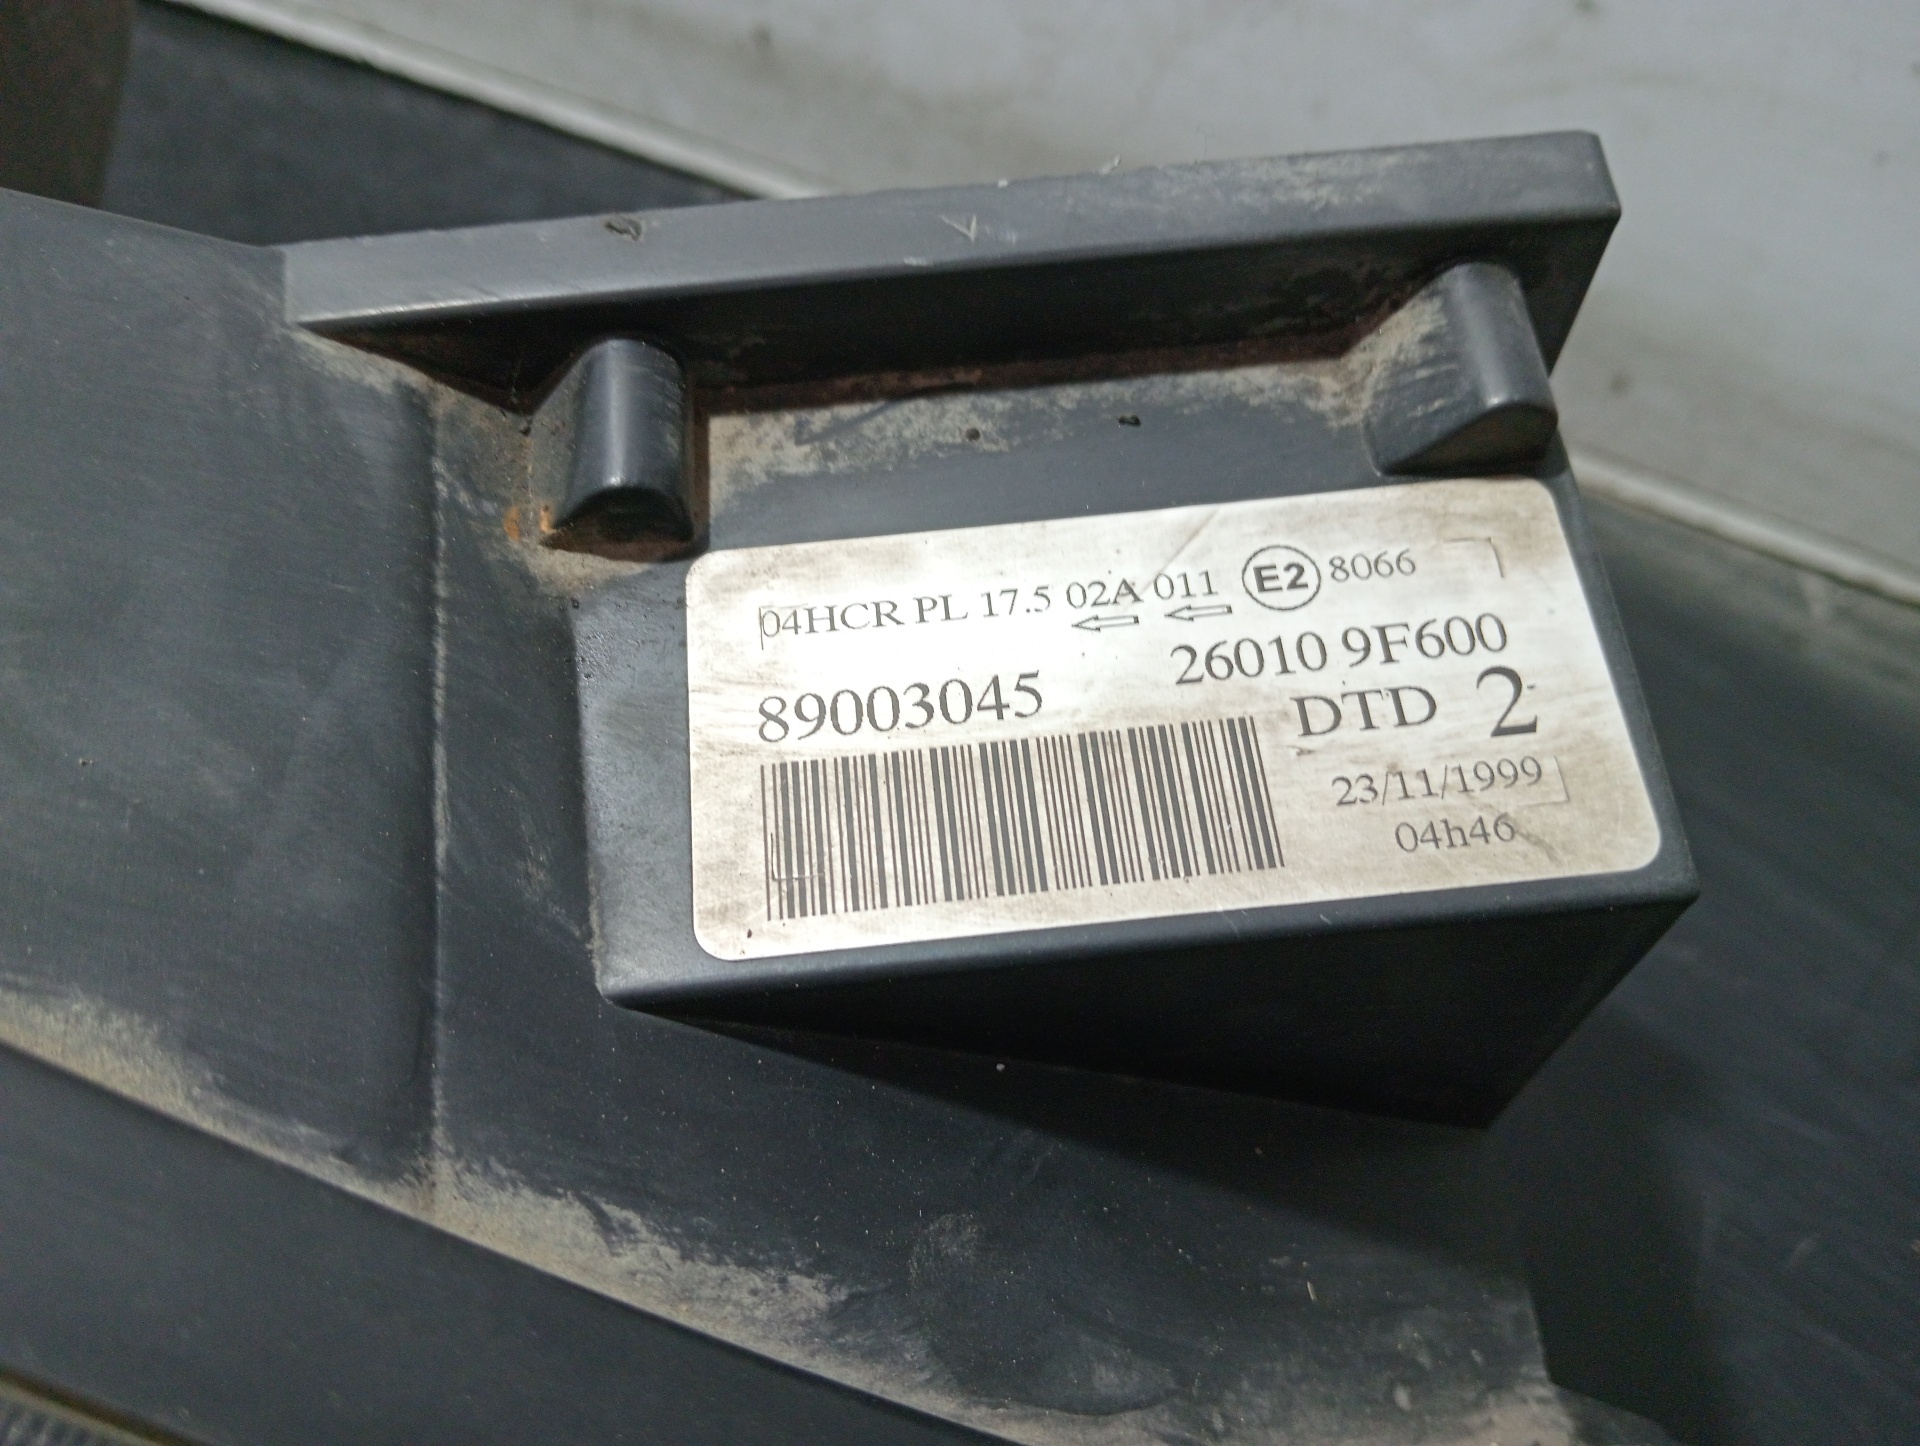 04HCR PL 17.5 02A 011 E2 8066
89003045 26010 9F600
DTD 2
23/11/1999
04h46